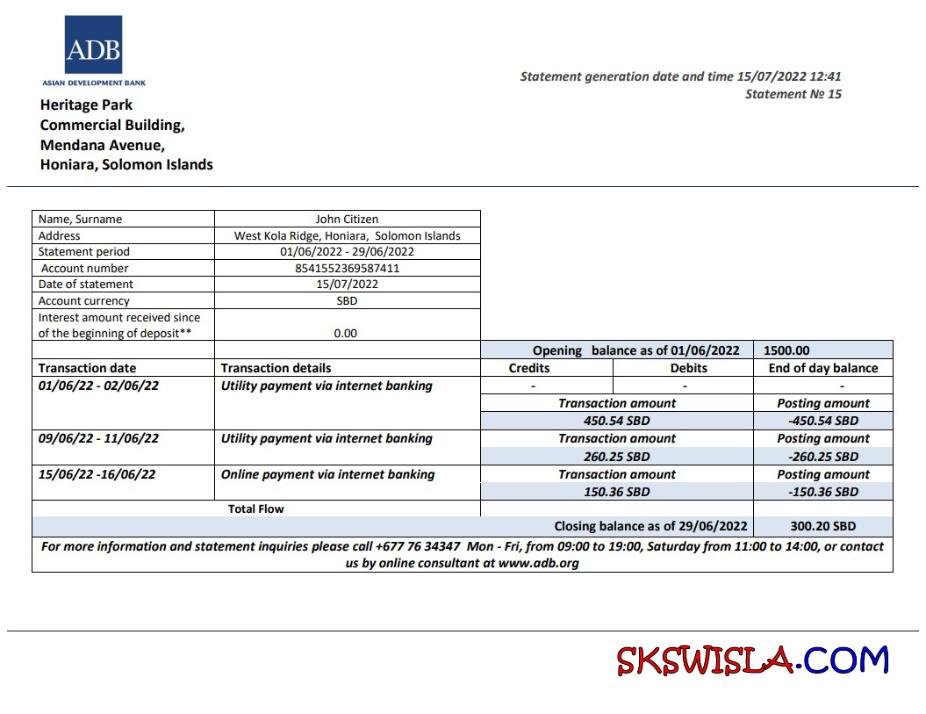 ADB
ASIAN DEVELOPMENT BANK
Statement generation date and time 15/07/2022 12:41
Statement № 15
Heritage Park
Commercial Building,
Mendana Avenue,
Honiara, Solomon Islands
Name, Surname John Citizen
Address West Kola Ridge, Honiara, Solomon Islands
Statement period 01/06/2022 - 29/06/2022
Account number 8541552369587411
Date of statement 15/07/2022
Account currency SBD
Interest amount received since
of the beginning of deposit** 0.00
Opening balance as of 01/06/2022 1500.00
Transaction date Transaction details Credits Debits End of day balance
01/06/22 - 02/06/22 Utility payment via internet banking - - -
Transaction amount Posting amount
450.54 SBD -450.54 SBD
09/06/22 - 11/06/22 Utility payment via internet banking Transaction amount Posting amount
260.25 SBD -260.25 SBD
15/06/22 -16/06/22 Online payment via internet banking Transaction amount Posting amount
150.36 SBD -150.36 SBD
Total Flow
Closing balance as of 29/06/2022 300.20 SBD
For more information and statement inquiries please call +677 76 34347 Mon - Fri, from 09:00 to 19:00, Saturday from 11:00 to 14:00, or contact
us by online consultant at www.adb.org
SKSWISLA.COM